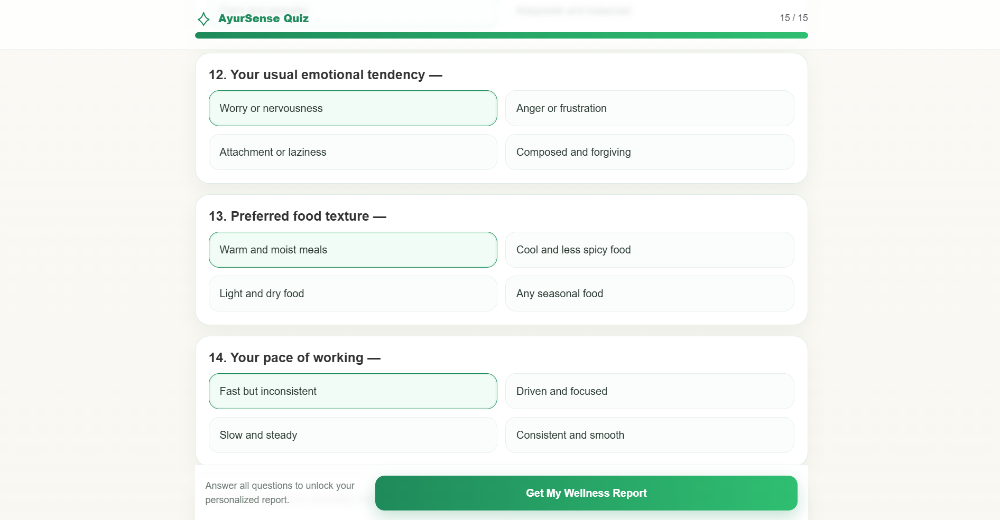 AyurSense Quiz
15 / 15
12. Your usual emotional tendency —
Worry or nervousness
Anger or frustration
Attachment or laziness
Composed and forgiving
13. Preferred food texture —
Warm and moist meals
Cool and less spicy food
Light and dry food
Any seasonal food
14. Your pace of working —
Fast but inconsistent
Driven and focused
Slow and steady
Consistent and smooth
Answer all questions to unlock your
personalized report.
Get My Wellness Report